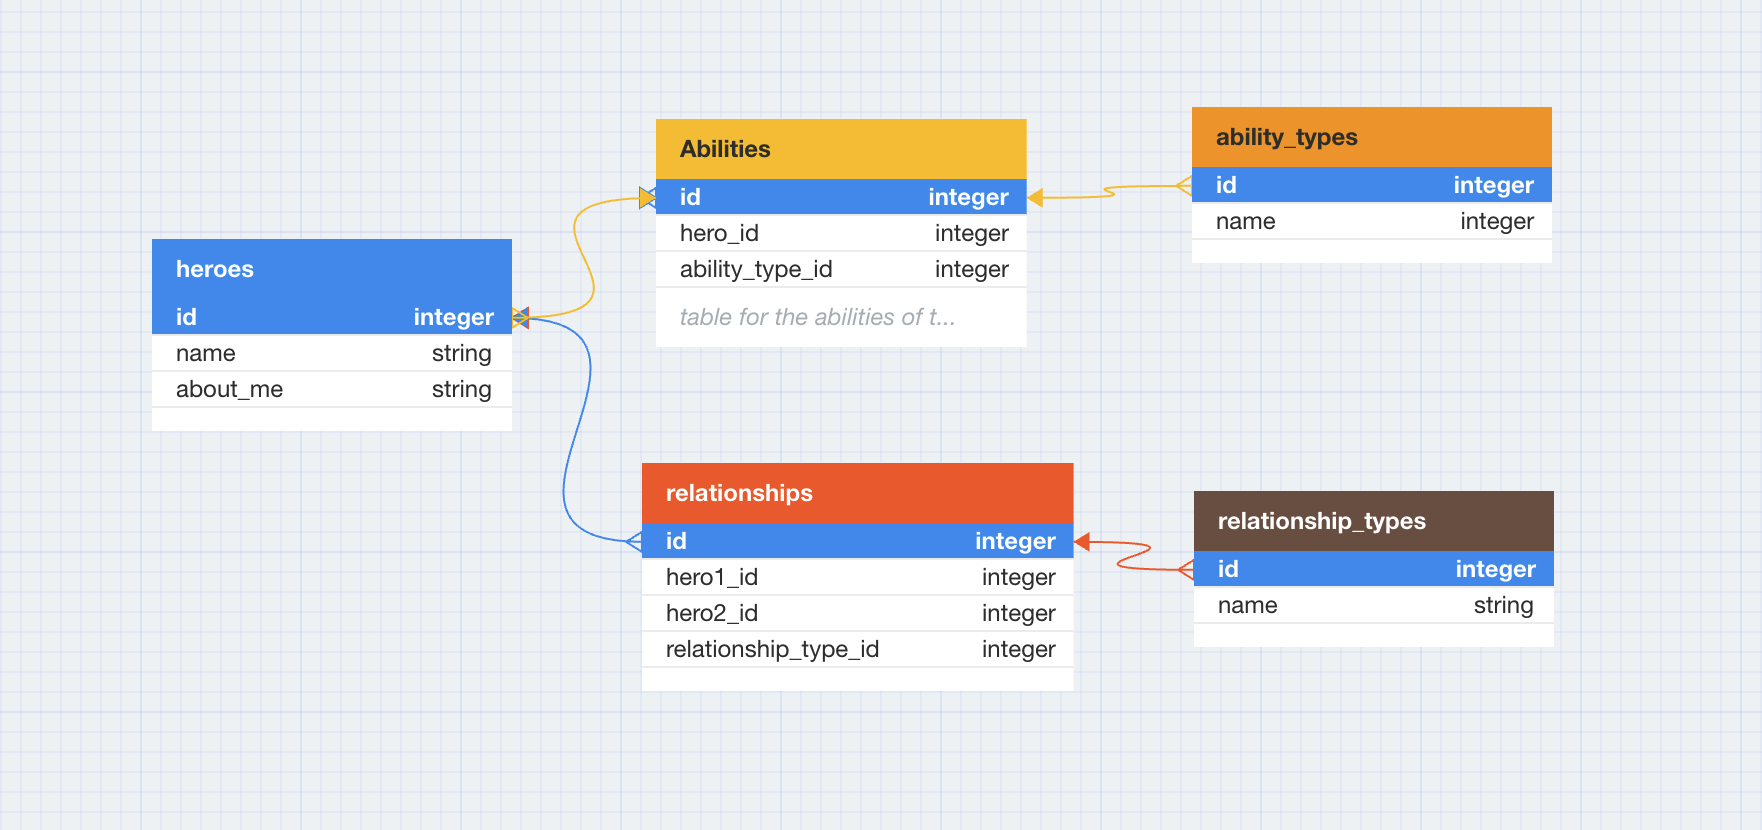 heroes
id integer
name string
about_me string
Abilities
id integer
hero_id integer
ability_type_id integer
table for the abilities of t...
ability_types
id integer
name integer
relationships
id integer
hero1_id integer
hero2_id integer
relationship_type_id integer
relationship_types
id integer
name string